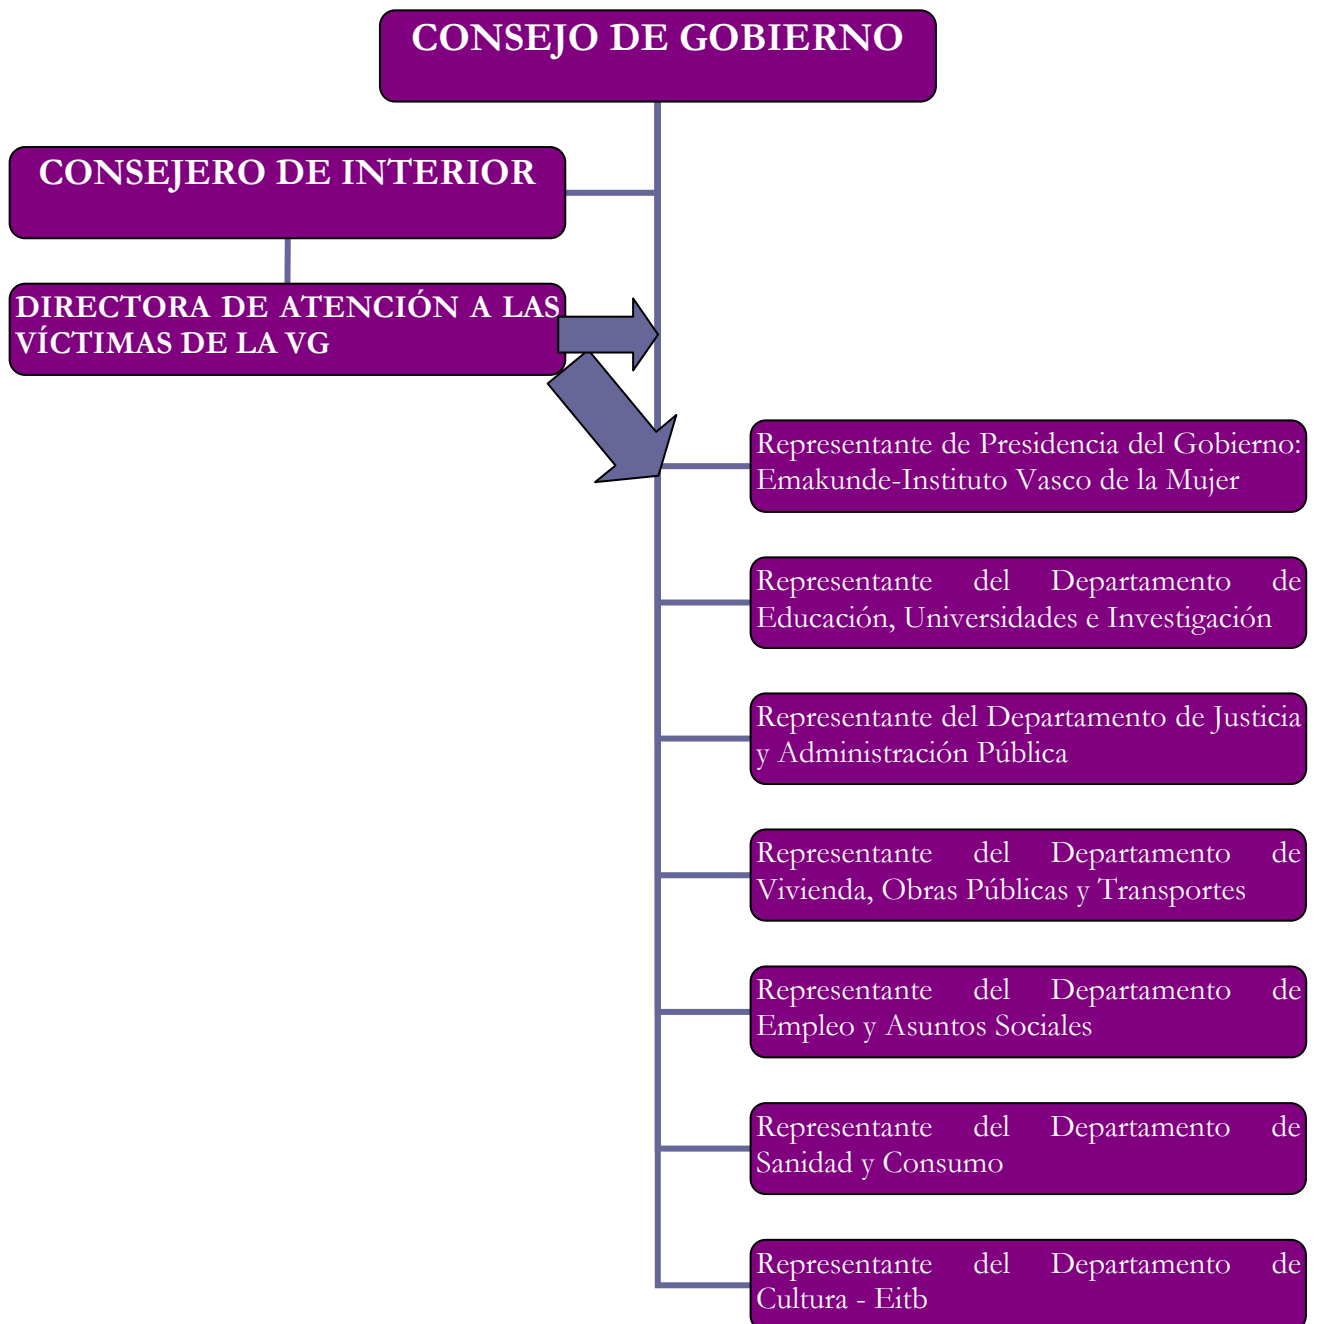 CONSEJO DE GOBIERNO
CONSEJERO DE INTERIOR
DIRECTORA DE ATENCIÓN A LAS
VÍCTIMAS DE LA VG
Representante de Presidencia del Gobierno:
Emakunde-Instituto Vasco de la Mujer
Representante del Departamento de
Educación, Universidades e Investigación
Representante del Departamento de Justicia
y Administración Pública
Representante del Departamento de
Vivienda, Obras Públicas y Transportes
Representante del Departamento de
Empleo y Asuntos Sociales
Representante del Departamento de
Sanidad y Consumo
Representante del Departamento de
Cultura - Eitb